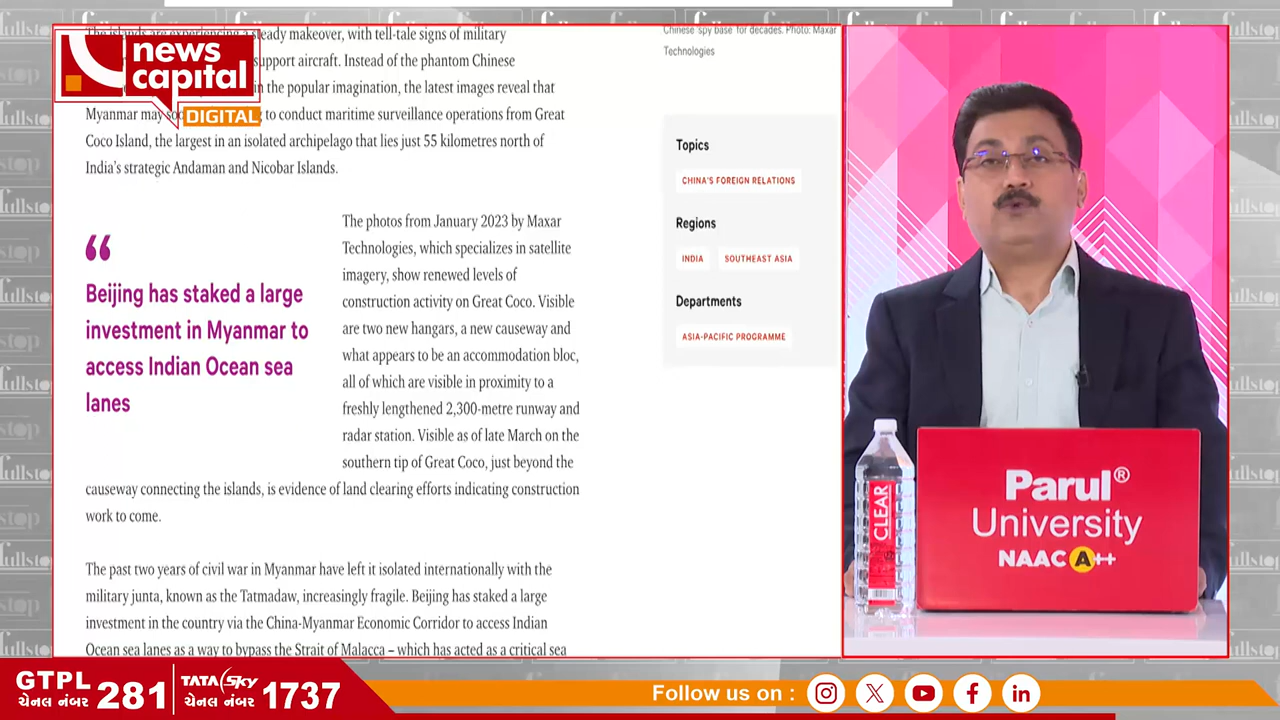 news
capital
DIGITAL
The islands are experiencing a steady makeover, with tell-tale signs of military
support aircraft. Instead of the phantom Chinese
in the popular imagination, the latest images reveal that
Myanmar may to conduct maritime surveillance operations from Great
Coco Island, the largest in an isolated archipelago that lies just 55 kilometres north of
India's strategic Andaman and Nicobar Islands.
“
Beijing has staked a large
investment in Myanmar to
access Indian Ocean sea
lanes
The photos from January 2023 by Maxar
Technologies, which specializes in satellite
imagery, show renewed levels of
construction activity on Great Coco. Visible
are two new hangars, a new causeway and
what appears to be an accommodation bloc,
all of which are visible in proximity to a
freshly lengthened 2,300-metre runway and
radar station. Visible as of late March on the
southern tip of Great Coco, just beyond the
causeway connecting the islands, is evidence of land clearing efforts indicating construction
work to come.
The past two years of civil war in Myanmar have left it isolated internationally with the
military junta, known as the Tatmadaw, increasingly fragile. Beijing has staked a large
investment in the country via the China-Myanmar Economic Corridor to access Indian
Ocean sea lanes as a way to bypass the Strait of Malacca – which has acted as a critical sea
Chinese 'spy base' for decades. Photo: Maxar
Technologies
Topics
CHINA'S FOREIGN RELATIONS
Regions
INDIA SOUTHEAST ASIA
Departments
ASIA-PACIFIC PROGRAMME
CLEAR
Parul®
University
NAAC A++
GTPL
ચેનલ નંબર 281
TATA Sky
ચેનલ નંબર 1737
Follow us on :
fullstop